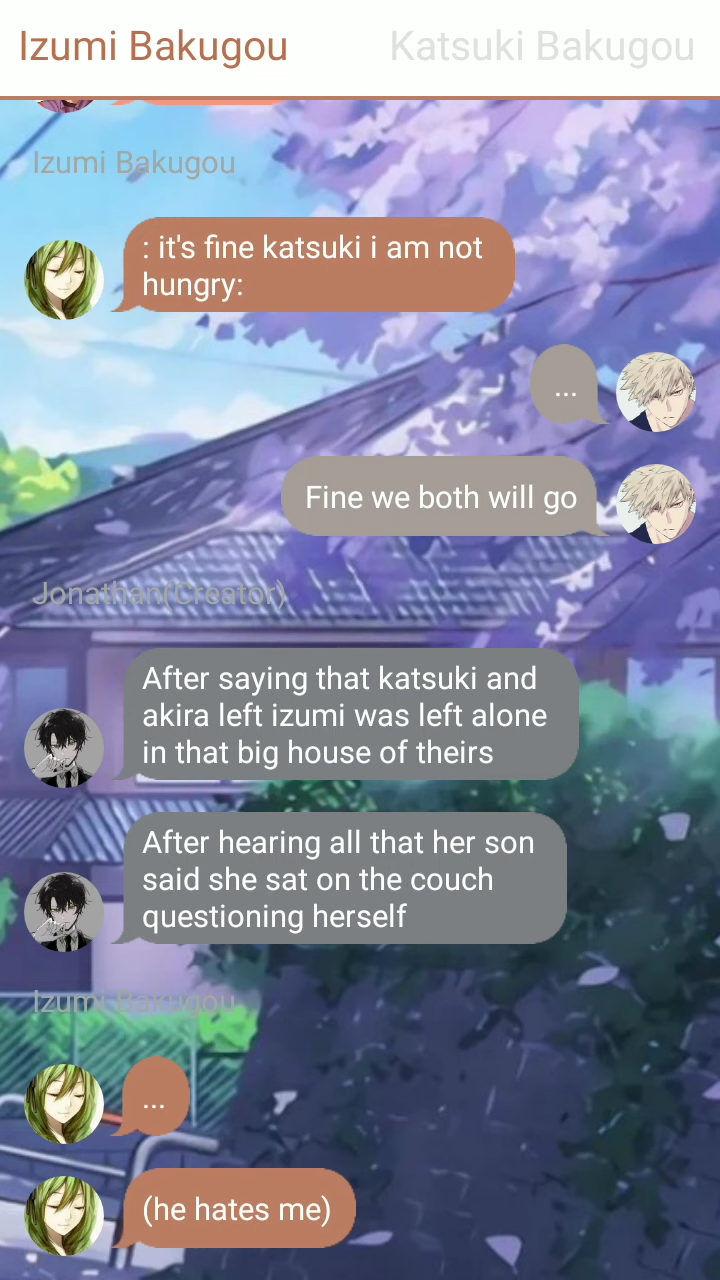 Izumi Bakugou
Katsuki Bakugou
Izumi Bakugou
: it's fine katsuki i am not
hungry:
...
Fine we both will go
Jonathan(Creator)
After saying that katsuki and
akira left izumi was left alone
in that big house of theirs
After hearing all that her son
said she sat on the couch
questioning herself
Izumi Bakugou
...
(he hates me)